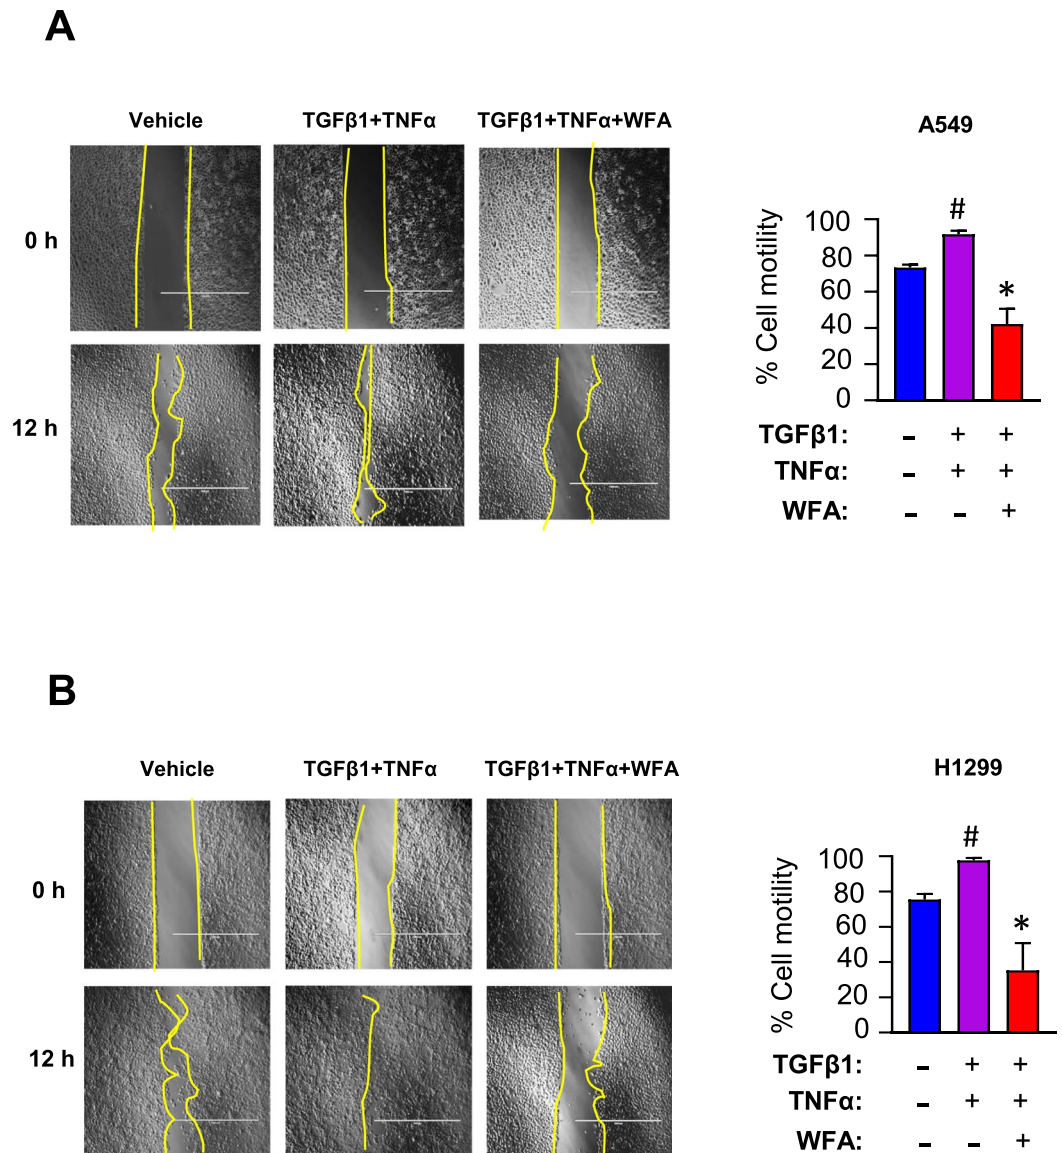 A
Vehicle
TGFβ1+TNFα
TGFβ1+TNFα+WFA
0 h
12 h
A549
% Cell motility
100
80
60
40
20
0
#
*
TGFβ1: - + +
TNFα: - + +
WFA: - - +
B
Vehicle
TGFβ1+TNFα
TGFβ1+TNFα+WFA
0 h
12 h
H1299
% Cell motility
100
80
60
40
20
0
#
*
TGFβ1: - + +
TNFα: - + +
WFA: - - +